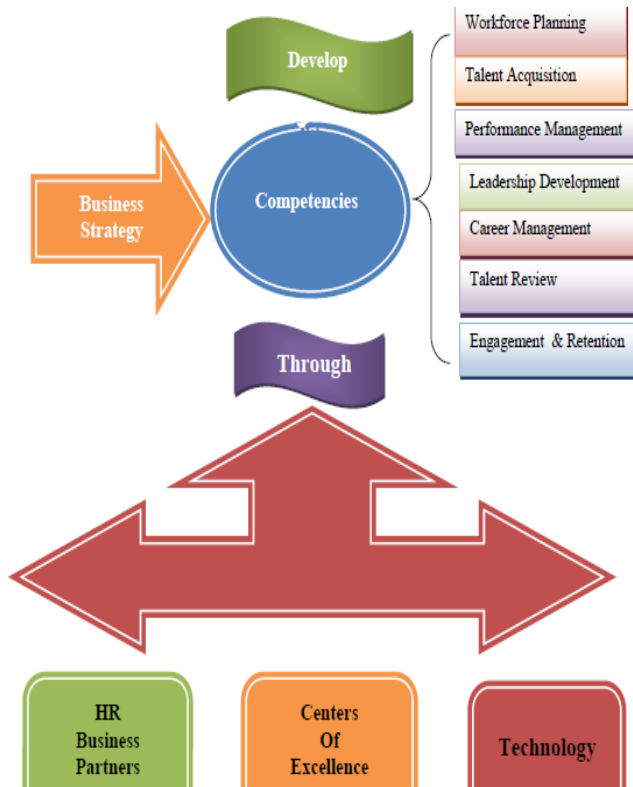 Develop
Business
Strategy
Competencies
Workforce Planning
Talent Acquisition
Performance Management
Leadership Development
Career Management
Talent Review
Engagement & Retention
Through
HR
Business
Partners
Centers
Of
Excellence
Technology